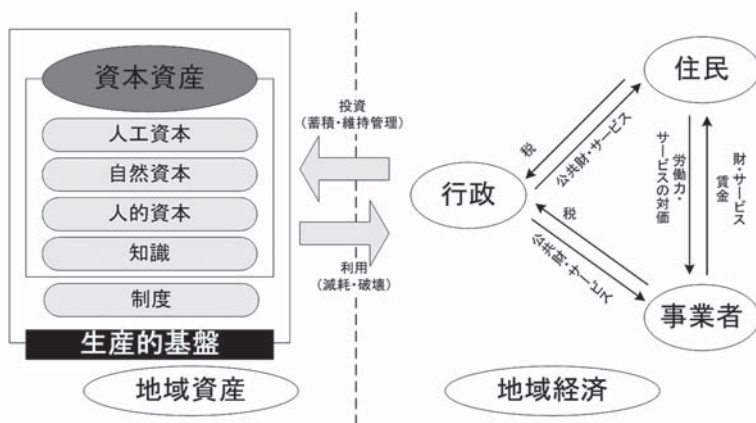 資本資産
人工資本
自然資本
人的資本
知識
制度
生産的基盤
地域資産
投資
（蓄積・維持管理）
利用
（減耗・破壊）
住民
行政
事業者
税
公共財・サービス
税
公共財・サービス
労働力・
サービスの対価
財・サービス
賃金
地域経済